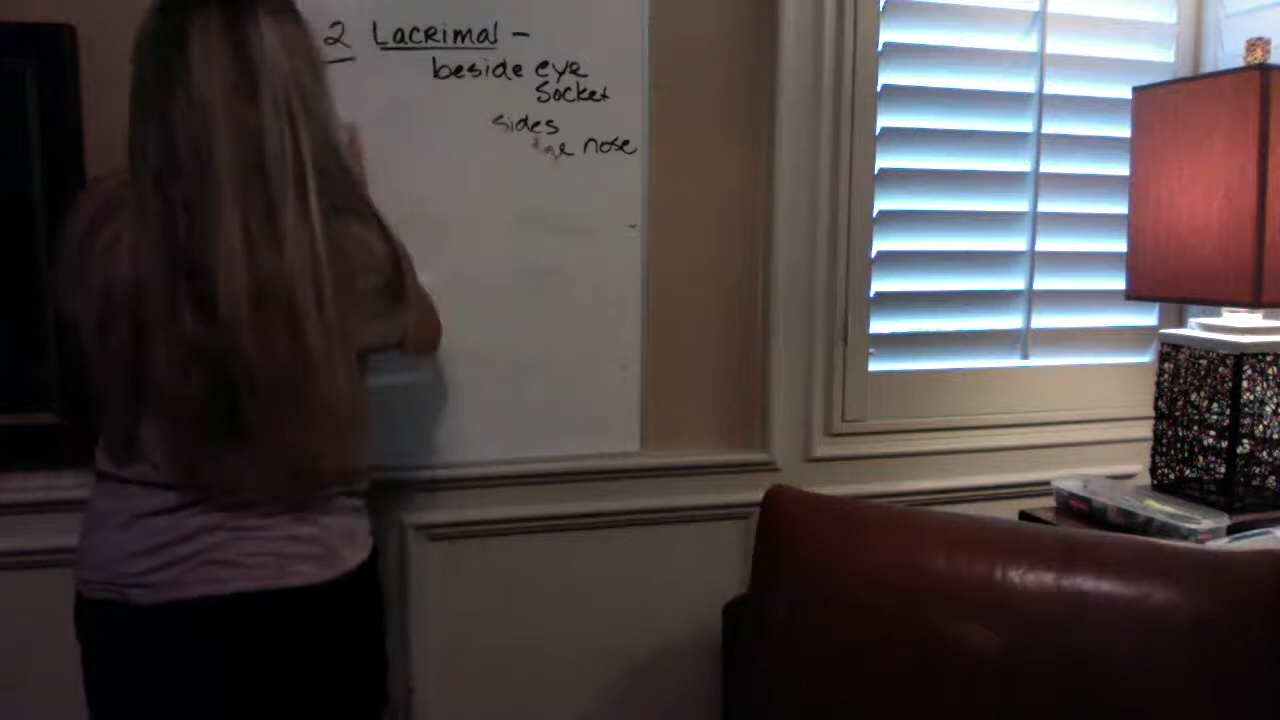 2 Lacrimal -
beside eye
socket
sides
nose